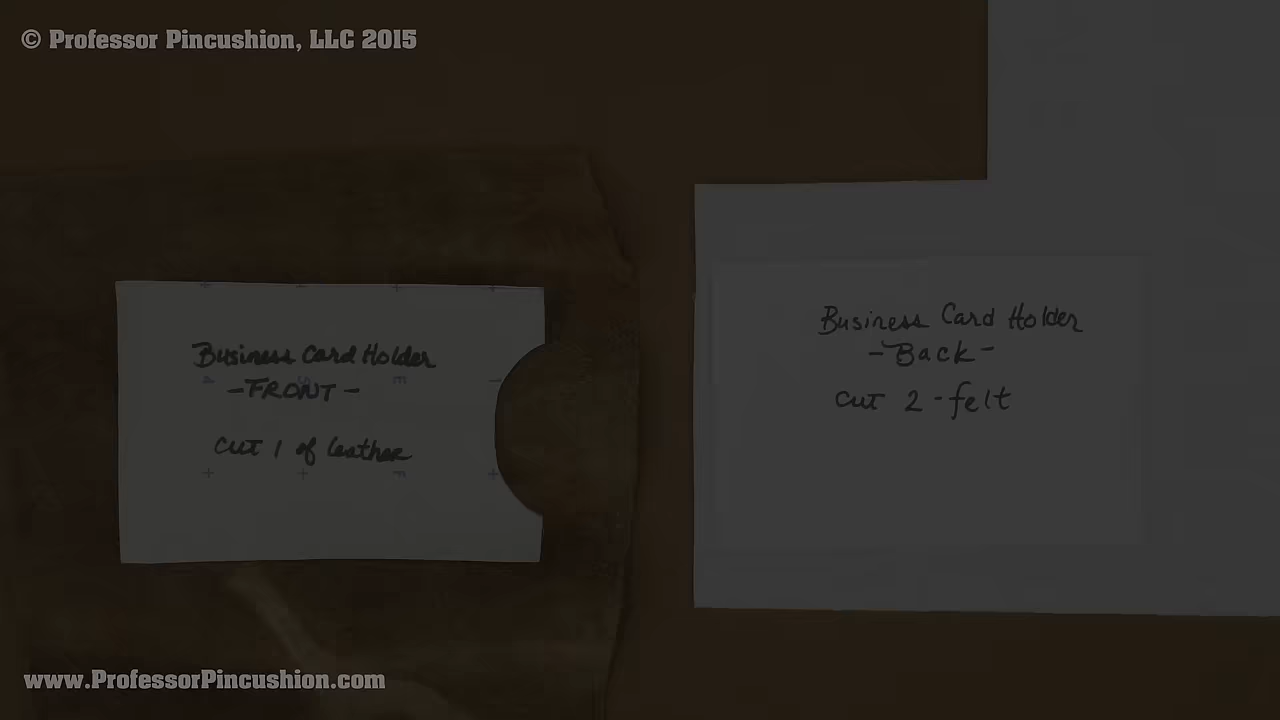 © Professor Pincushion, LLC 2015
Business Card Holder
-FRONT-
CUT 1 of leather
Business Card Holder
-Back-
CUT 2-felt
www.ProfessorPincushion.com